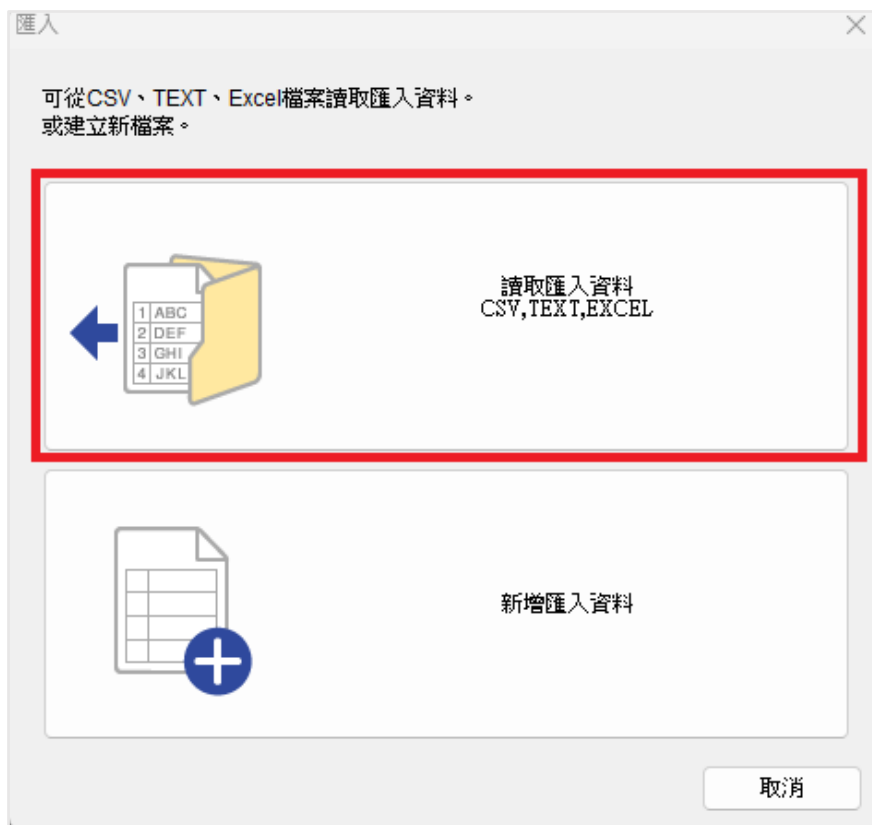 匯入
可從CSV、TEXT、Excel檔案讀取匯入資料。
或建立新檔案。
1 ABC
2 DEF
3 GHI
4 JKL
讀取匯入資料
CSV,TEXT,EXCEL
新增匯入資料
取消